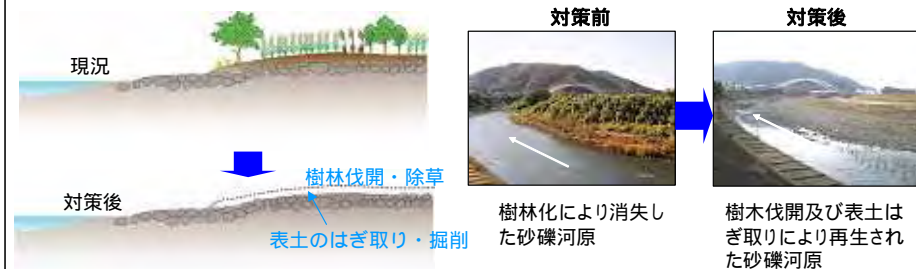 現況
樹林伐開・除草
対策後
表土のはぎ取り・掘削
対策前
対策後
樹林化により消失し
た砂礫河原
樹木伐開及び表土は
ぎ取りにより再生され
た砂礫河原